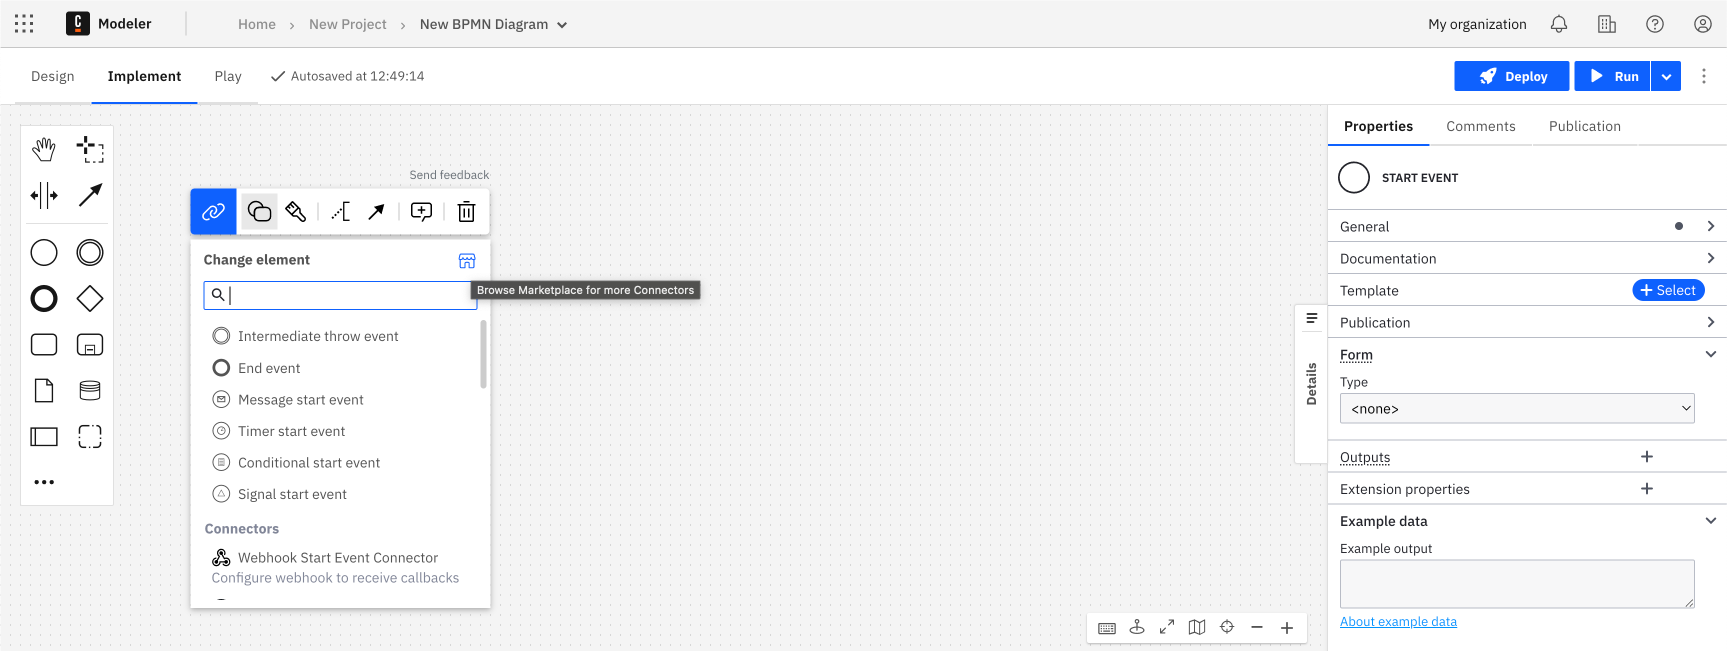 Modeler
Home › New Project › New BPMN Diagram
My organization
Design
Implement
Play
Autosaved at 12:49:14
Deploy
Run
Send feedback
Change element
Browse Marketplace for more Connectors
Intermediate throw event
End event
Message start event
Timer start event
Conditional start event
Signal start event
Connectors
Webhook Start Event Connector
Configure webhook to receive callbacks
Details
Properties
Comments
Publication
START EVENT
General
Documentation
Template
+ Select
Publication
Form
Type
<none>
Outputs
Extension properties
Example data
Example output
About example data